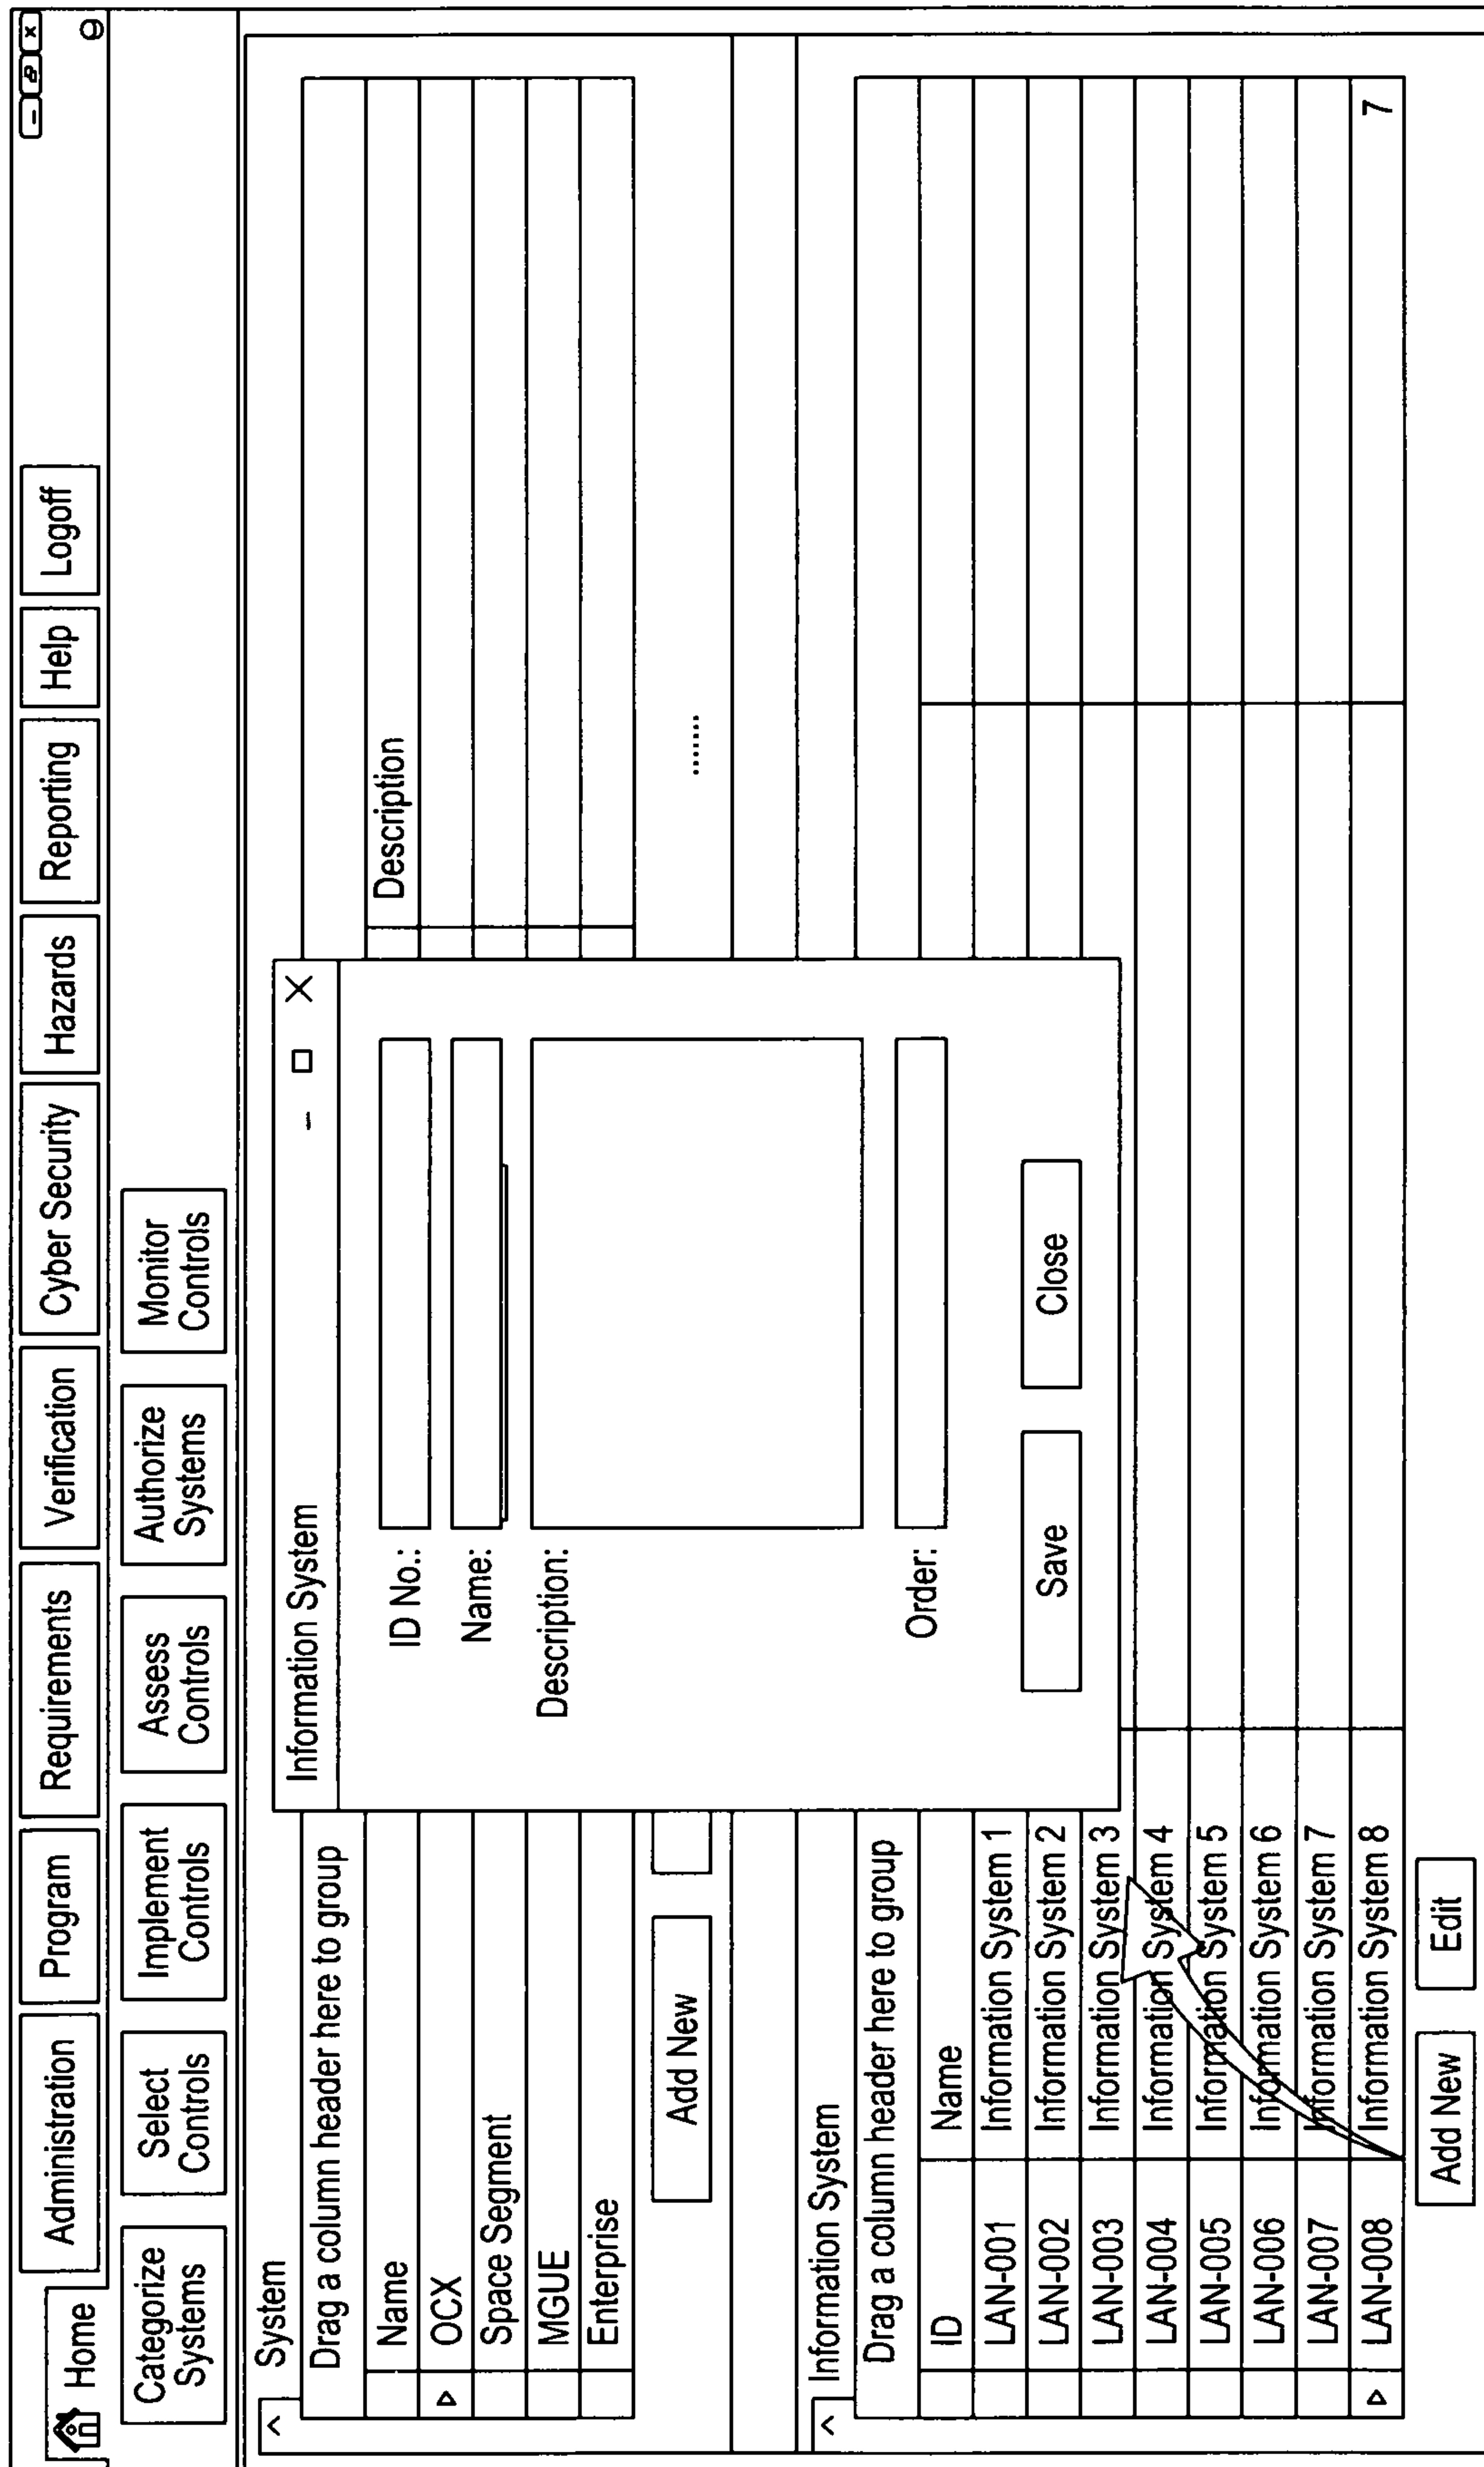 Home
Administration
Program
Requirements
Verification
Cyber Security
Hazards
Reporting
Help
Logoff
Categorize
Systems
Select
Controls
Implement
Controls
Assess
Controls
Authorize
Systems
Monitor
Controls
System
Drag a column header here to group
Name
Description
OCX
Space Segment
MGUE
Enterprise
Add New
.......
Information System
ID No.:
Name:
Description:
Order:
Save
Close
Information System
Drag a column header here to group
ID Name
LAN-001 Information System 1
LAN-002 Information System 2
LAN-003 Information System 3
LAN-004 Information System 4
LAN-005 Information System 5
LAN-006 Information System 6
LAN-007 Information System 7
LAN-008 Information System 8 7
Add New
Edit